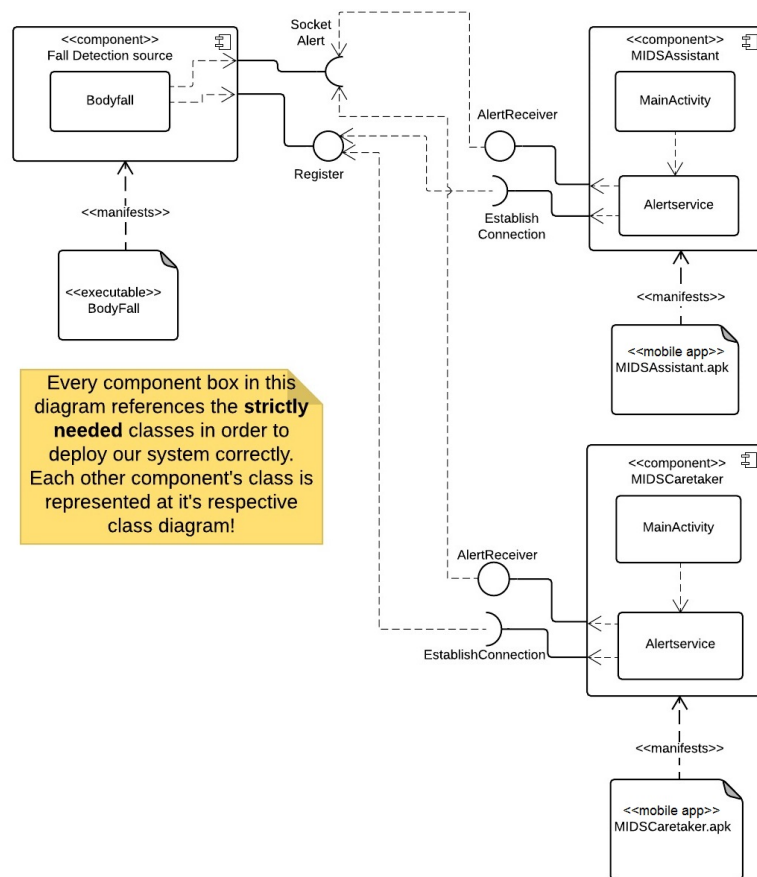 <<component>>
Fall Detection source
Bodyfall
<<manifests>>
<<executable>>
BodyFall
Socket
Alert
Register
AlertReceiver
Establish
Connection
<<component>>
MIDSAssistant
MainActivity
Alertservice
<<manifests>>
<<mobile app>>
MIDSAssistant.apk
Every component box in this
diagram references the strictly
needed classes in order to
deploy our system correctly.
Each other component's class is
represented at it's respective
class diagram!
AlertReceiver
EstablishConnection
<<component>>
MIDSCaretaker
MainActivity
Alertservice
<<manifests>>
<<mobile app>>
MIDSCaretaker.apk